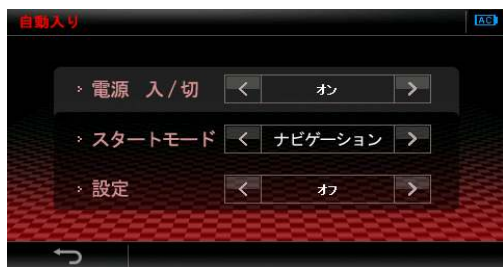 自動入り
AC
電源 入/切
オン
スタートモード
ナビゲーション
設定
オフ